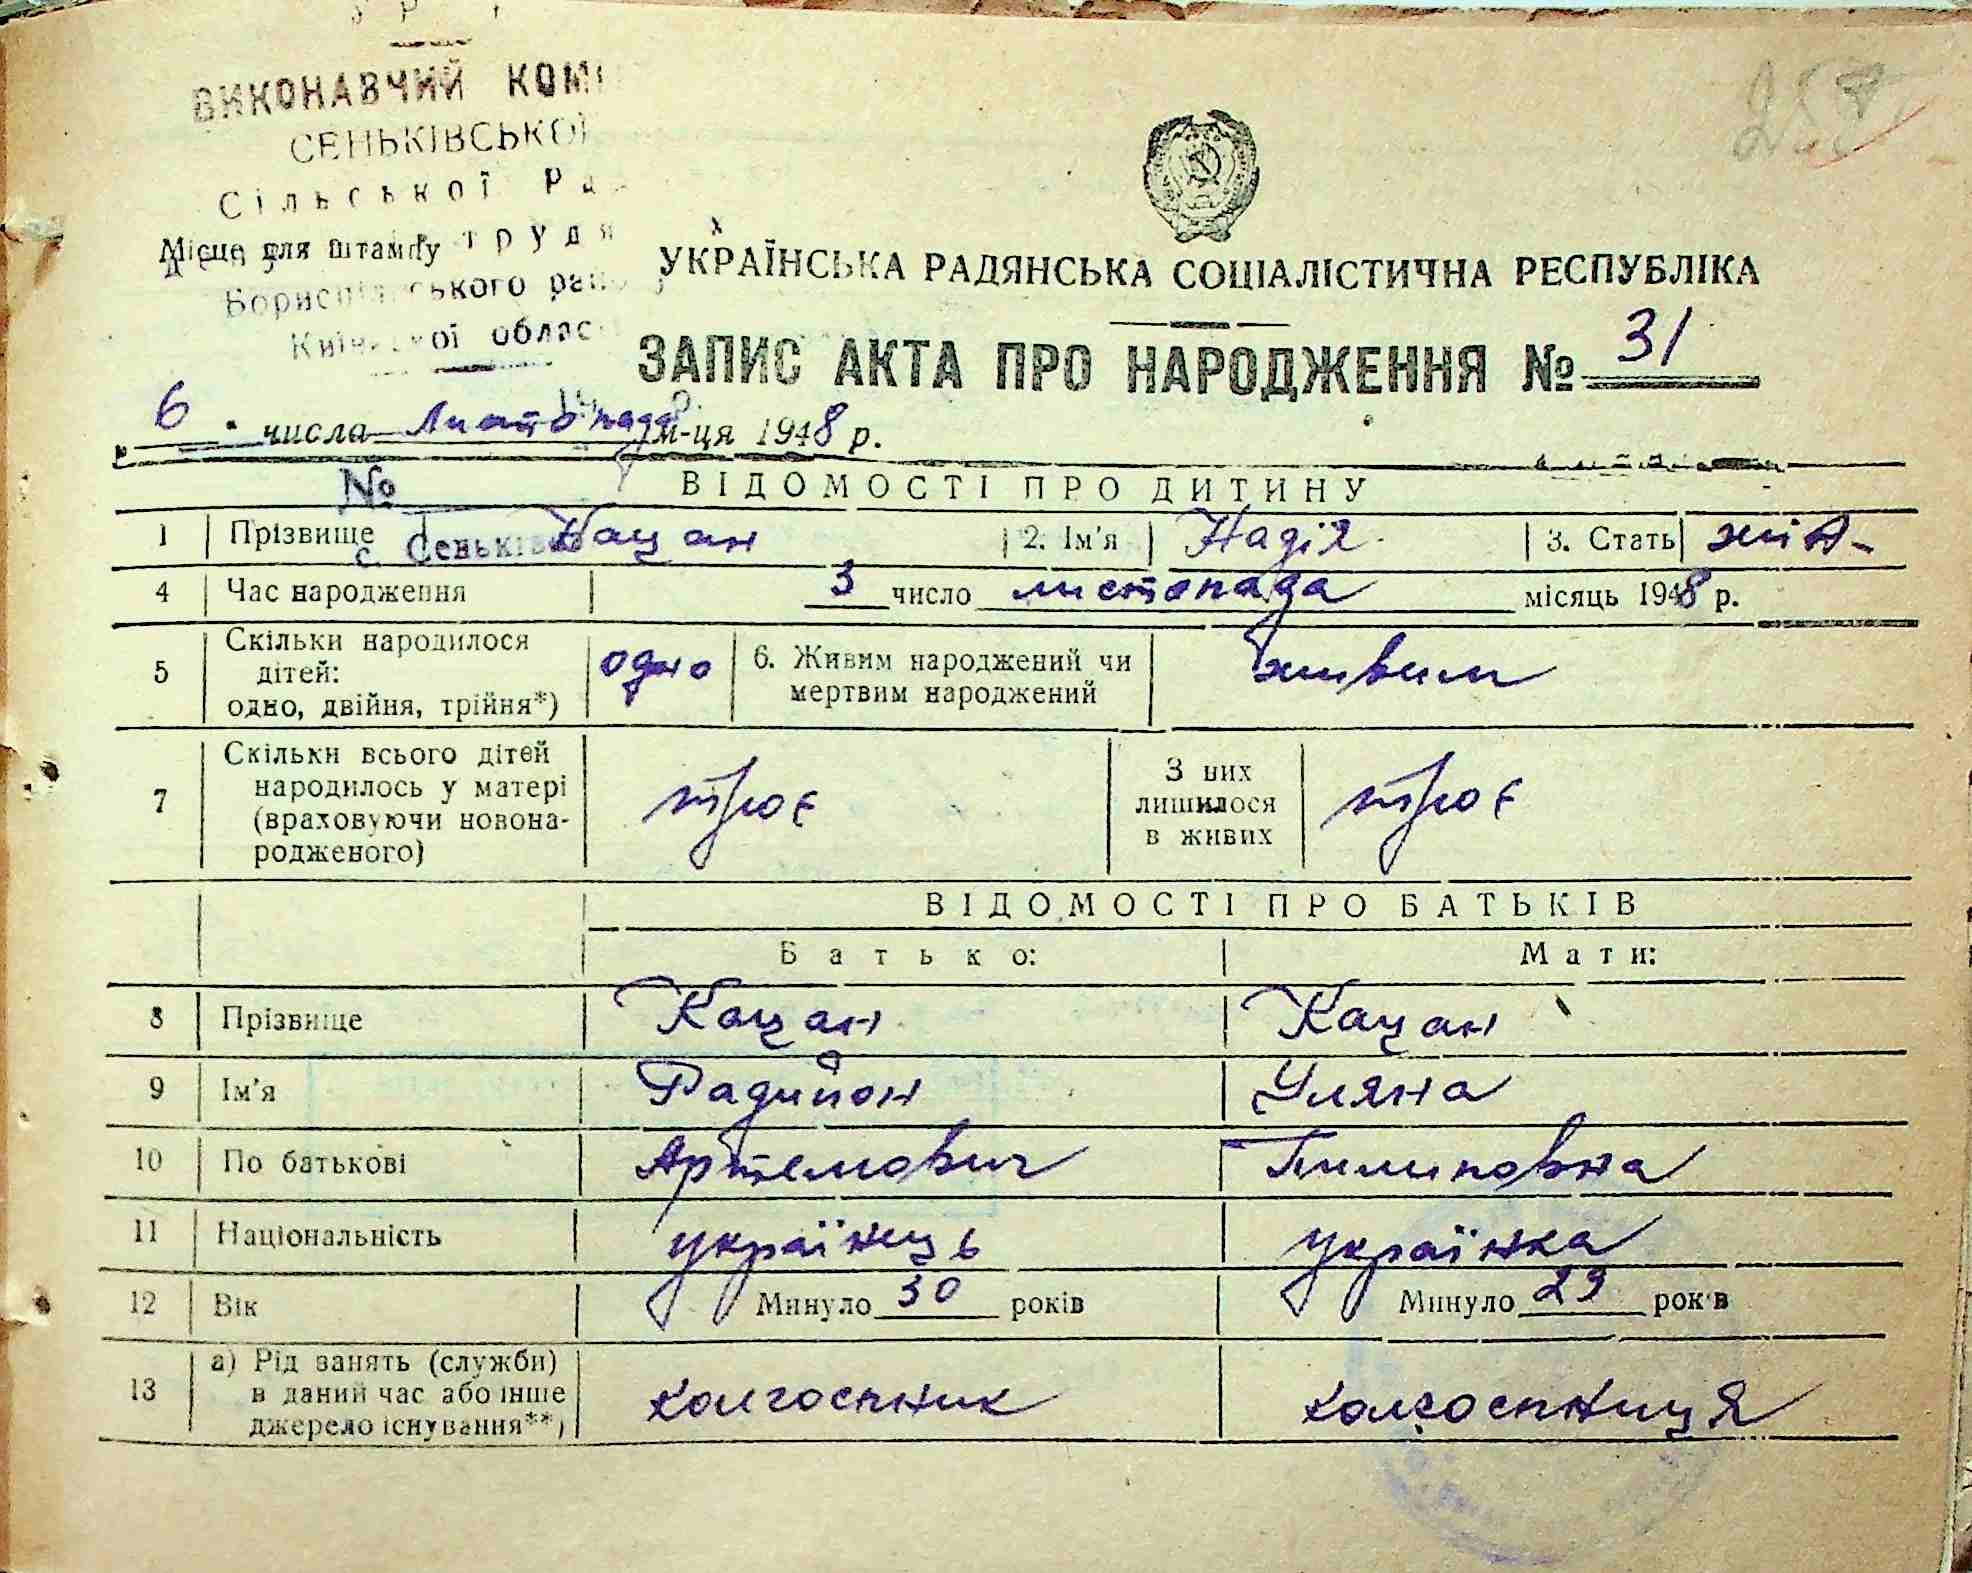 ВИКОНАВЧИЙ КОМІ
СЕНЬКІВСЬКОЇ
Сільської Ра
Місце для штампу
трудя
Бориспільського рай
Київської облас
УКРАЇНСЬКА РАДЯНСЬКА СОЦІАЛІСТИЧНА РЕСПУБЛІКА
ЗАПИС АКТА ПРО НАРОДЖЕННЯ № 31
6 числа Листопада м-ця 1948 р.
№
ВІДОМОСТІ ПРО ДИТИНУ
с. Сеньків
1 Прізвище Кацан 2. Ім'я Надія 3. Стать жін-
4 Час народження 3 число листопада місяць 1948 р.
5 Скільки народилося дітей: одно, двійня, трійня*) одно 6. Живим народжений чи мертвим народжений живим
7 Скільки всього дітей народилось у матері (враховуючи новонародженого) троє З них лишилося в живих троє
ВІДОМОСТІ ПРО БАТЬКІВ
Батько: Мати:
8 Прізвище Кацан Кацан
9 Ім'я Радийон Уляна
10 По батькові Артемович Пилиповна
11 Національність українець українка
12 Вік Минуло 30 років Минуло 29 років
13 а) Рід занять (служби) в даний час або інше джерело існування**) колгоспник колгоспниця